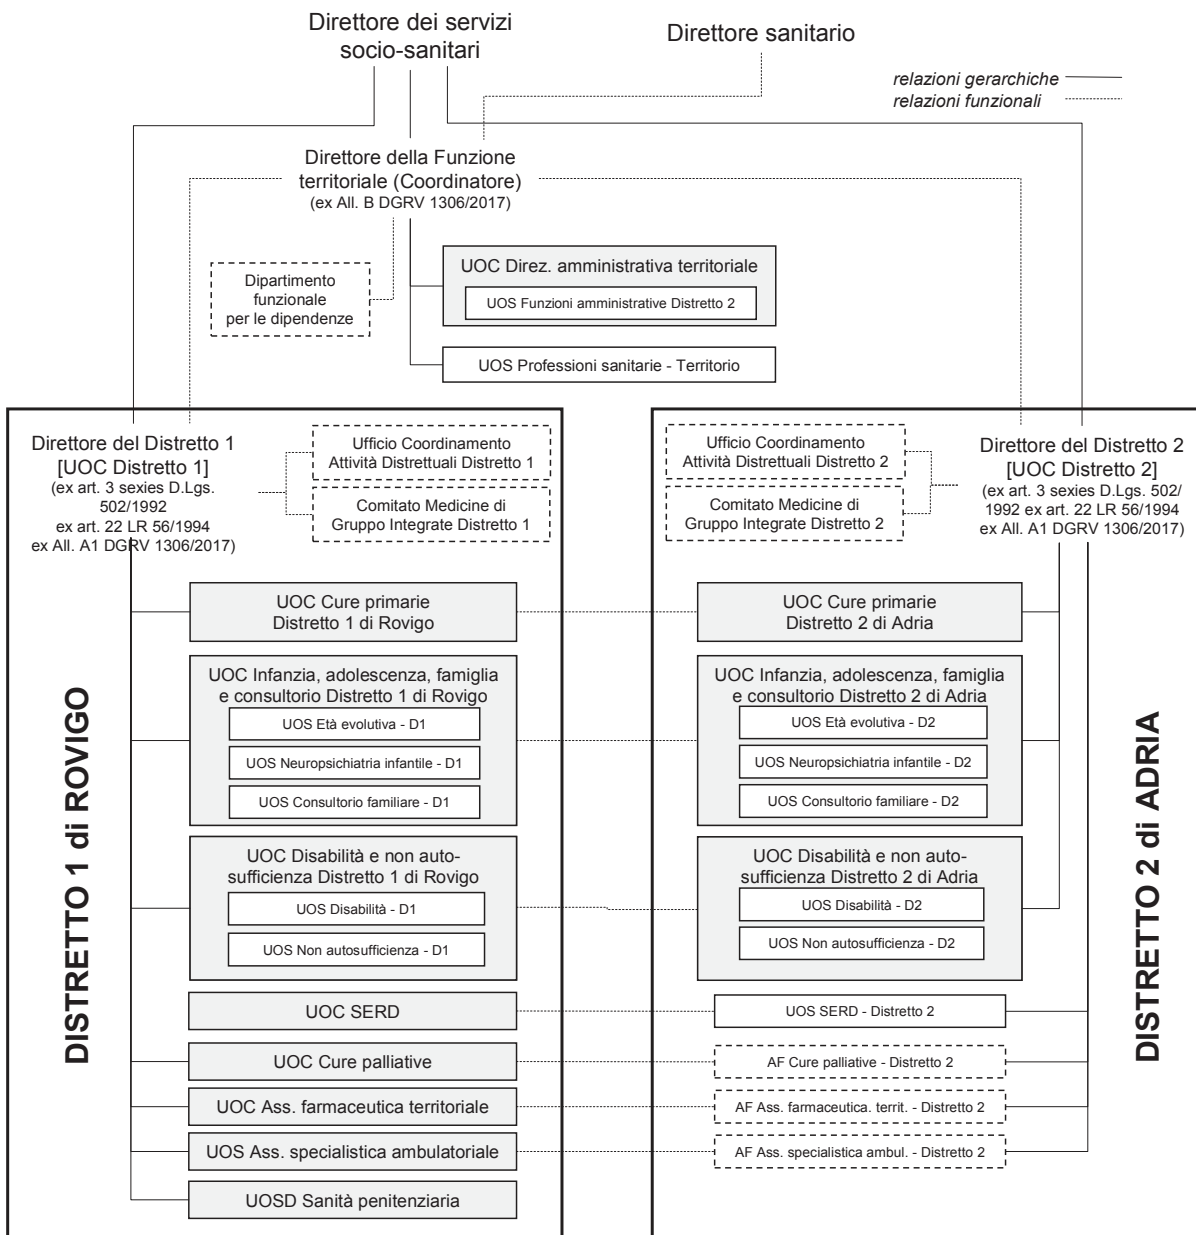 Direttore dei servizi
socio-sanitari
Direttore sanitario
relazioni gerarchiche
relazioni funzionali
Direttore della Funzione
territoriale (Coordinatore)
(ex All. B DGRV 1306/2017)
Dipartimento
funzionale
per le dipendenze
UOC Direz. amministrativa territoriale
UOS Funzioni amministrative Distretto 2
UOS Professioni sanitarie - Territorio
DISTRETTO 1 di ROVIGO
Direttore del Distretto 1
[UOC Distretto 1]
(ex art. 3 sexies D.Lgs.
502/1992
ex art. 22 LR 56/1994
ex All. A1 DGRV 1306/2017)
Ufficio Coordinamento
Attività Distrettuali Distretto 1
Comitato Medicine di
Gruppo Integrate Distretto 1
UOC Cure primarie
Distretto 1 di Rovigo
UOC Infanzia, adolescenza, famiglia
e consultorio Distretto 1 di Rovigo
UOS Età evolutiva - D1
UOS Neuropsichiatria infantile - D1
UOS Consultorio familiare - D1
UOC Disabilità e non auto-
sufficienza Distretto 1 di Rovigo
UOS Disabilità - D1
UOS Non autosufficienza - D1
UOC SERD
UOC Cure palliative
UOC Ass. farmaceutica territoriale
UOS Ass. specialistica ambulatoriale
UOSD Sanità penitenziaria
Ufficio Coordinamento
Attività Distrettuali Distretto 2
Comitato Medicine di
Gruppo Integrate Distretto 2
Direttore del Distretto 2
[UOC Distretto 2]
(ex art. 3 sexies D.Lgs. 502/
1992 ex art. 22 LR 56/1994
ex All. A1 DGRV 1306/2017)
UOC Cure primarie
Distretto 2 di Adria
UOC Infanzia, adolescenza, famiglia
e consultorio Distretto 2 di Adria
UOS Età evolutiva - D2
UOS Neuropsichiatria infantile - D2
UOS Consultorio familiare - D2
UOC Disabilità e non auto-
sufficienza Distretto 2 di Adria
UOS Disabilità - D2
UOS Non autosufficienza - D2
UOS SERD - Distretto 2
AF Cure palliative - Distretto 2
AF Ass. farmaceutica. territ. - Distretto 2
AF Ass. specialistica ambul. - Distretto 2
DISTRETTO 2 di ADRIA